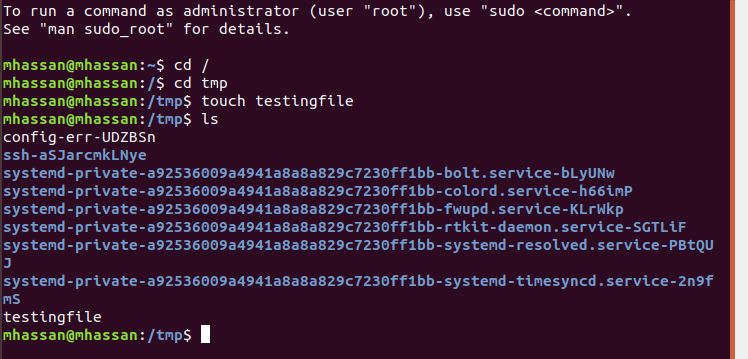 To run a command as administrator (user "root"), use "sudo <command>".
See "man sudo_root" for details.
mhassan@mhassan:~$ cd /
mhassan@mhassan:/$ cd tmp
mhassan@mhassan:/tmp$ touch testingfile
mhassan@mhassan:/tmp$ ls
config-err-UDZBSn
ssh-aSJarcmkLNye
systemd-private-a92536009a4941a8a8a829c7230ff1bb-bolt.service-bLyUNw
systemd-private-a92536009a4941a8a8a829c7230ff1bb-colord.service-h66imP
systemd-private-a92536009a4941a8a8a829c7230ff1bb-fwupd.service-KLrWkp
systemd-private-a92536009a4941a8a8a829c7230ff1bb-rtkit-daemon.service-SGTLiF
systemd-private-a92536009a4941a8a8a829c7230ff1bb-systemd-resolved.service-PBtQU
J
systemd-private-a92536009a4941a8a8a829c7230ff1bb-systemd-timesyncd.service-2n9f
mS
testingfile
mhassan@mhassan:/tmp$